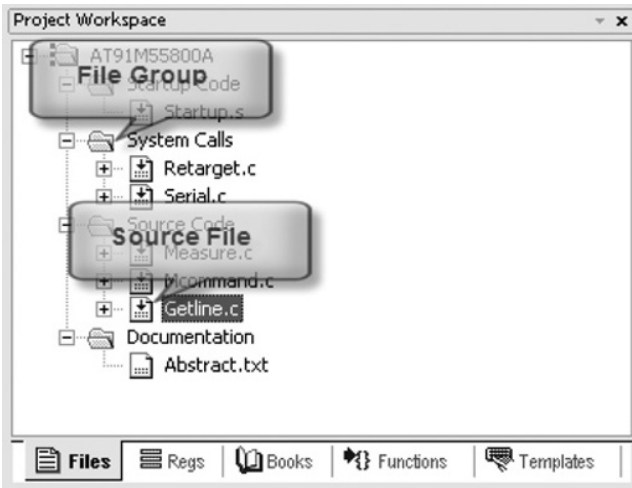 Project Workspace
AT91M55800A
File Group
Startup Code
Startup.s
System Calls
Retarget.c
Serial.c
Source Code
Source File
Measure.c
Mcommand.c
Getline.c
Documentation
Abstract.txt
Files Regs Books Functions Templates